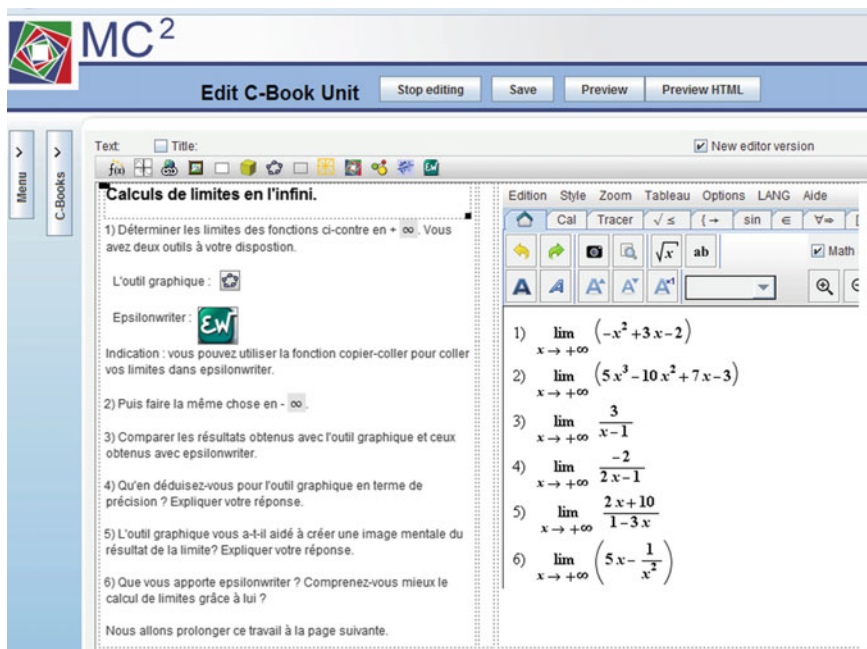 MC²
Edit C-Book Unit
Stop editing
Save
Preview
Preview HTML
Menu
C-Books
Text: Title:
New editor version
f(x)
EW
Calculs de limites en l'infini.
1) Déterminer les limites des fonctions ci-contre en + ∞ . Vous
avez deux outils à votre dispostion.
L'outil graphique :
Epsilonwriter : EW
Indication : vous pouvez utiliser la fonction copier-coller pour coller
vos limites dans epsilonwriter.
2) Puis faire la même chose en - ∞ .
3) Comparer les résultats obtenus avec l'outil graphique et ceux
obtenus avec epsilonwriter.
4) Qu'en déduisez-vous pour l'outil graphique en terme de
précision ? Expliquer votre réponse.
5) L'outil graphique vous a-t-il aidé à créer une image mentale du
résultat de la limite? Expliquer votre réponse.
6) Que vous apporte epsilonwriter ? Comprenez-vous mieux le
calcul de limites grâce à lui ?
Nous allons prolonger ce travail à la page suivante.
Edition Style Zoom Tableau Options LANG Aide
Cal Tracer √ ≤ { → sin ∈ ∀⇒ [
√x ab Math
A A A A A
1) lim x → +∞ (−x² + 3x − 2)
2) lim x → +∞ (5x³ − 10x² + 7x − 3)
3) lim x → +∞ 3 / (x − 1)
4) lim x → +∞ −2 / (2x − 1)
5) lim x → +∞ (2x + 10) / (1 − 3x)
6) lim x → +∞ (5x − 1/x²)